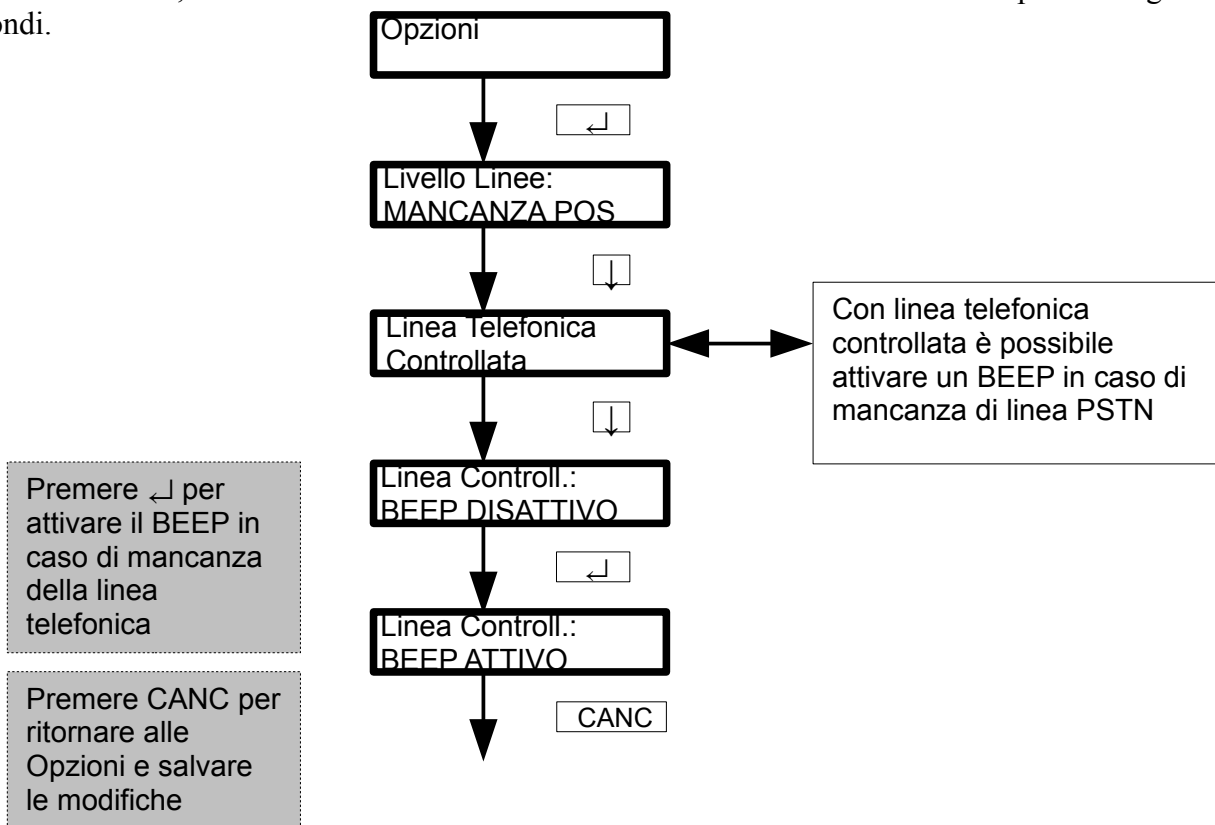 ondi.
Opzioni
↵
Livello Linee:
MANCANZA POS
↓
Linea Telefonica
Controllata
Con linea telefonica
controllata è possibile
attivare un BEEP in caso di
mancanza di linea PSTN
↓
Linea Controll.:
BEEP DISATTIVO
Premere ↵ per
attivare il BEEP in
caso di mancanza
della linea
telefonica
↵
Linea Controll.:
BEEP ATTIVO
Premere CANC per
ritornare alle
Opzioni e salvare
le modifiche
CANC